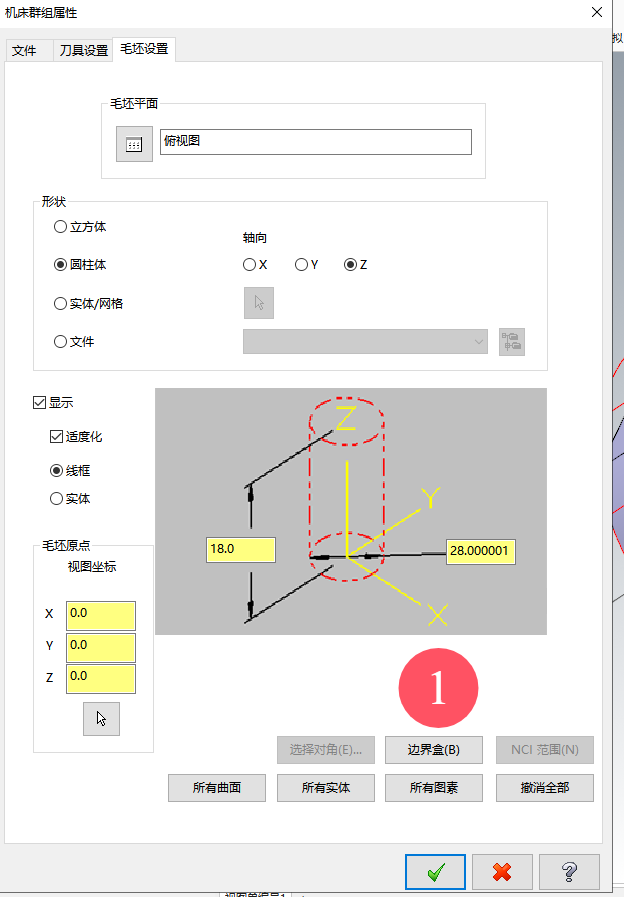 机床群组属性
文件 刀具设置 毛坯设置
毛坯平面
俯视图
形状
立方体
轴向
圆柱体 X Y Z
实体/网格
文件
显示
适度化
线框
实体
Z
Y
X
18.0
28.000001
毛坯原点
视图坐标
X 0.0
Y 0.0
Z 0.0
1
选择对角(E)... 边界盒(B) NCI 范围(N)
所有曲面 所有实体 所有图素 撤消全部